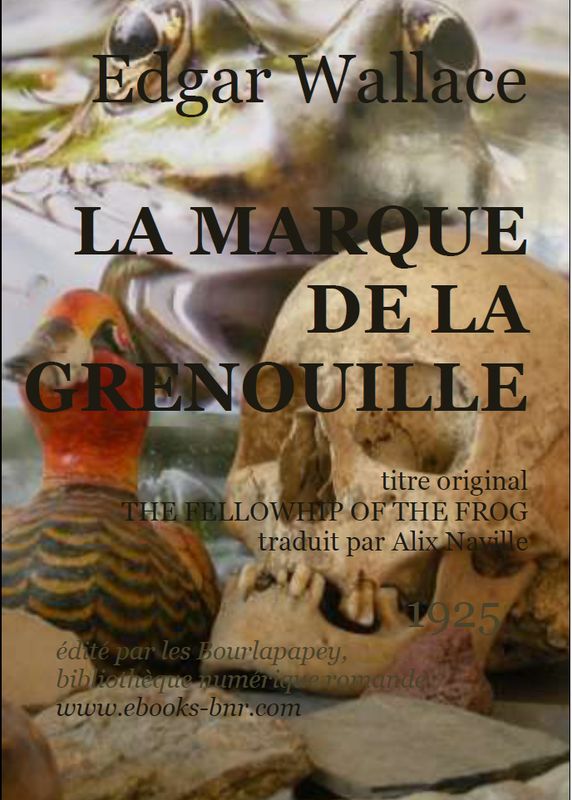 Edgar Wallace
LA MARQUE
DE LA
GRENOUILLE
titre original
THE FELLOWHIP OF THE FROG
traduit par Alix Naville
1925
édité par les Bourlapapey,
bibliothèque numérique romande
www.ebooks-bnr.com